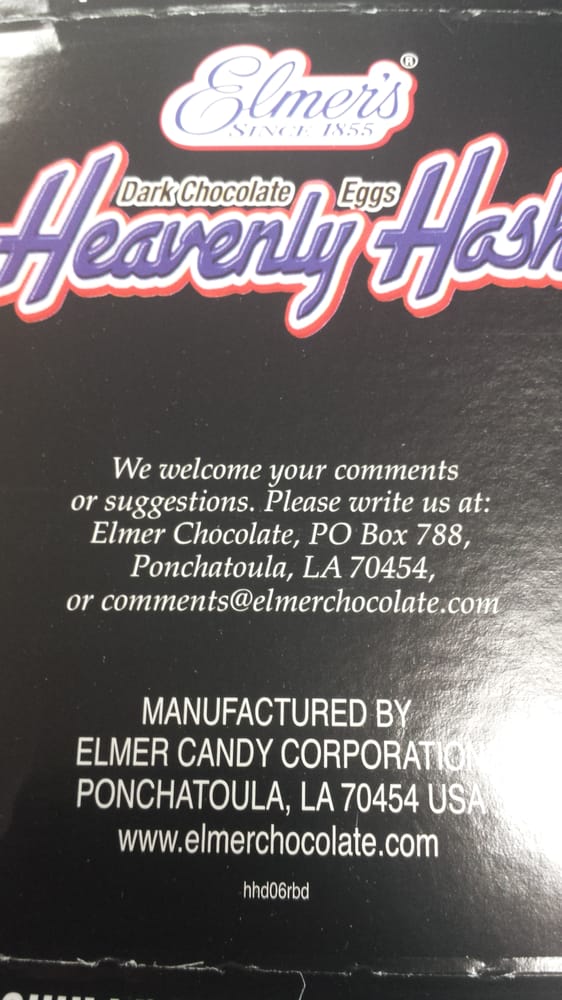 Elmer's®
SINCE 1855
Dark Chocolate Eggs
Heavenly Hash
We welcome your comments
or suggestions. Please write us at:
Elmer Chocolate, PO Box 788,
Ponchatoula, LA 70454,
or comments@elmerchocolate.com
MANUFACTURED BY
ELMER CANDY CORPORATION
PONCHATOULA, LA 70454 USA
www.elmerchocolate.com
hhd06rbd